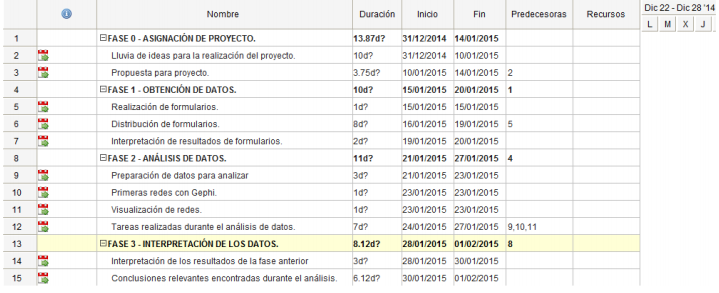 Nombre Duración Inicio Fin Predecesoras Recursos Dic 22 - Dic 28 '14
L M X J
1 FASE 0 - ASIGNACIÓN DE PROYECTO. 13.87d? 31/12/2014 14/01/2015
2 Lluvia de ideas para la realización del proyecto. 10d? 31/12/2014 10/01/2015
3 Propuesta para proyecto. 3.75d? 10/01/2015 14/01/2015 2
4 FASE 1 - OBTENCIÓN DE DATOS. 10d? 15/01/2015 20/01/2015 1
5 Realización de formularios. 1d? 15/01/2015 15/01/2015
6 Distribución de formularios. 8d? 16/01/2015 19/01/2015 5
7 Interpretación de resultados de formularios. 2d? 19/01/2015 20/01/2015
8 FASE 2 - ANÁLISIS DE DATOS. 11d? 21/01/2015 27/01/2015 4
9 Preparación de datos para analizar 3d? 21/01/2015 23/01/2015
10 Primeras redes con Gephi. 1d? 23/01/2015 23/01/2015
11 Visualización de redes. 1d? 23/01/2015 23/01/2015
12 Tareas realizadas durante el análisis de datos. 7d? 24/01/2015 27/01/2015 9,10,11
13 FASE 3 - INTERPRETACIÓN DE LOS DATOS. 8.12d? 28/01/2015 01/02/2015 8
14 Interpretación de los resultados de la fase anterior 3d? 28/01/2015 30/01/2015
15 Conclusiones relevantes encontradas durante el análisis. 6.12d? 30/01/2015 01/02/2015